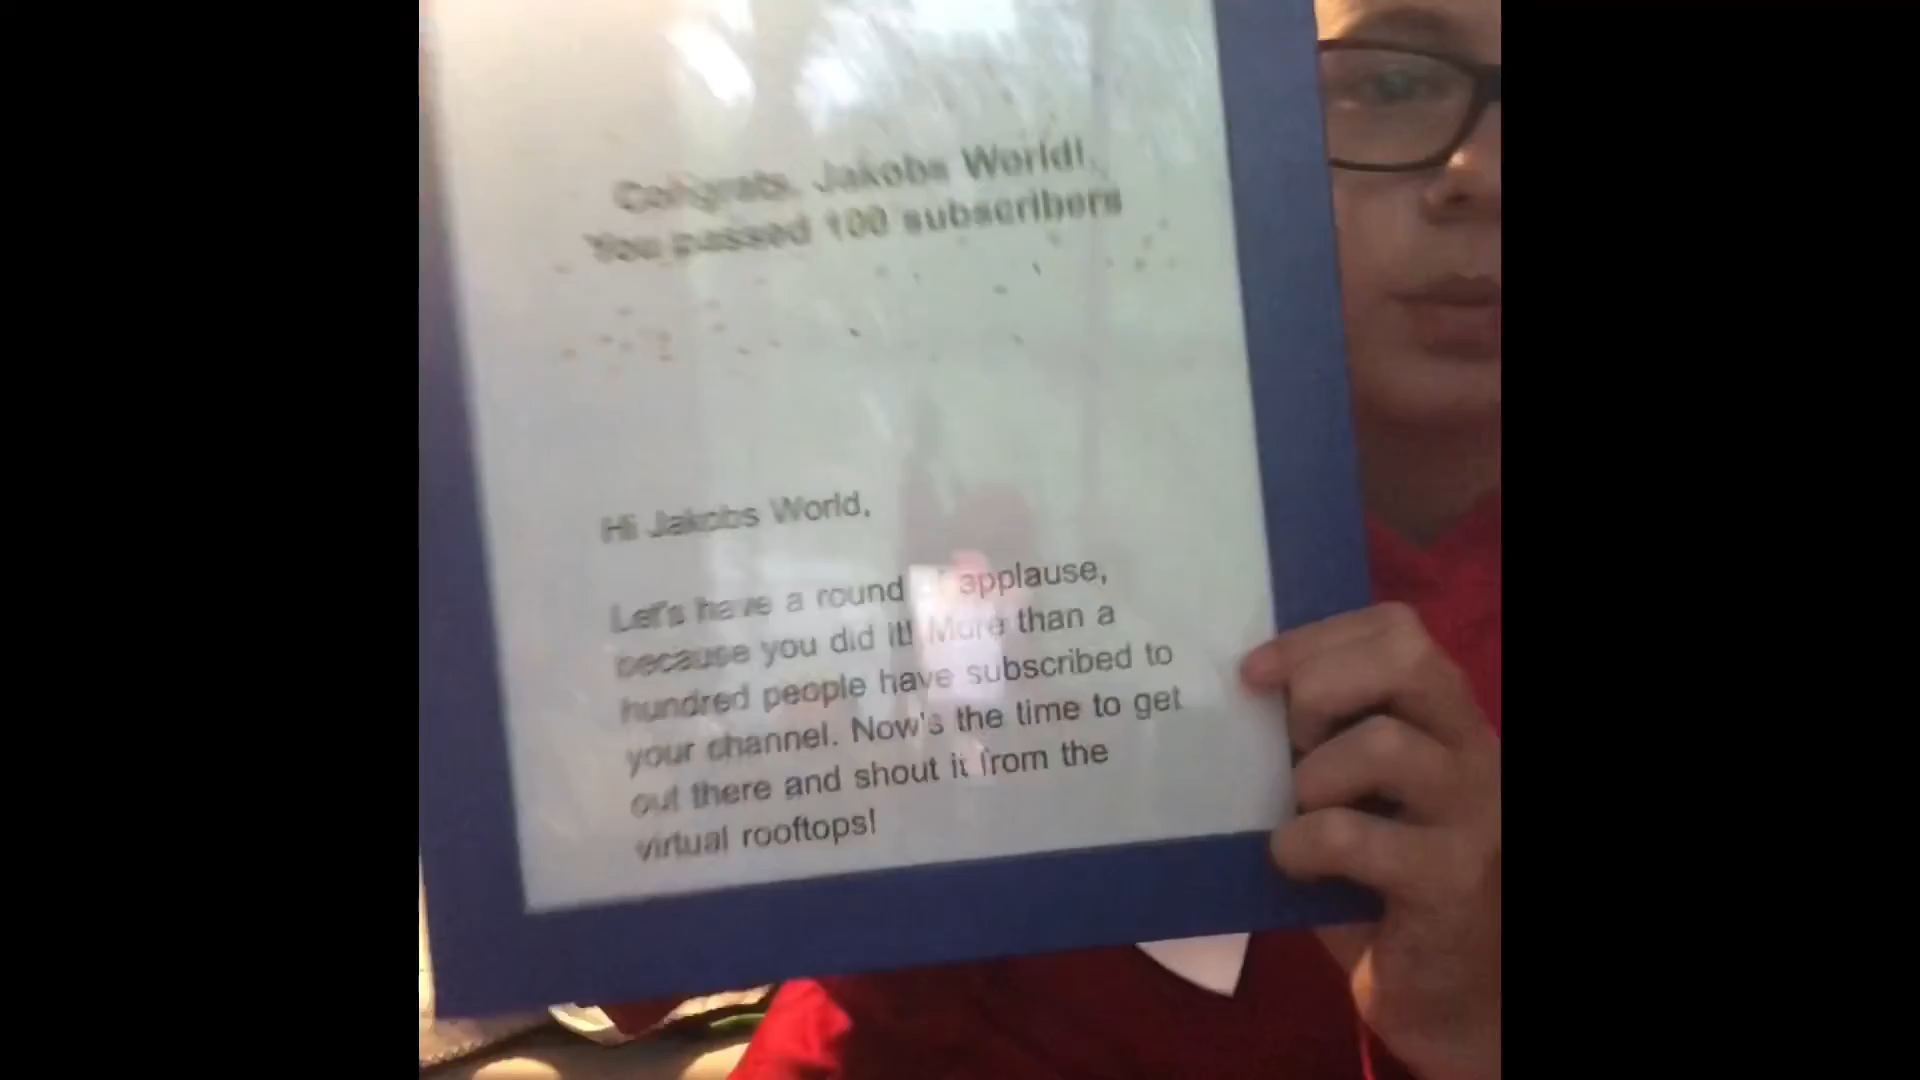 Congrats, Jakobs World!
You passed 100 subscribers
Hi Jakobs World,
Let's have a round of applause,
because you did it! More than a
hundred people have subscribed to
your channel. Now's the time to get
out there and shout it from the
virtual rooftops!